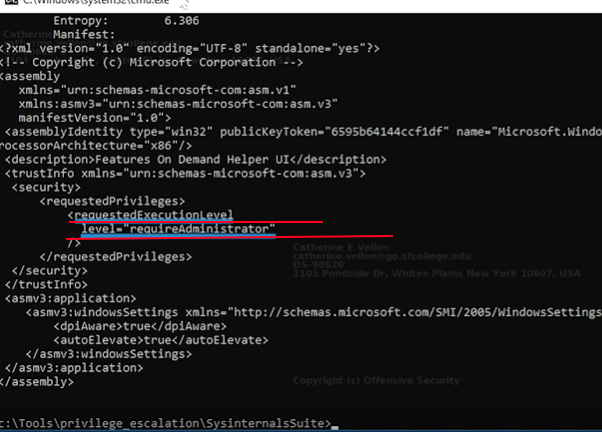 C:\Windows\system32\cmd.exe
Entropy: 6.306
Manifest:
<?xml version="1.0" encoding="UTF-8" standalone="yes"?>
<!-- Copyright (c) Microsoft Corporation -->
<assembly
xmlns="urn:schemas-microsoft-com:asm.v1"
xmlns:asmv3="urn:schemas-microsoft-com:asm.v3"
manifestVersion="1.0">
<assemblyIdentity type="win32" publicKeyToken="6595b64144ccf1df" name="Microsoft.Windo
rocessorArchitecture="x86"/>
<description>Features On Demand Helper UI</description>
<trustInfo xmlns="urn:schemas-microsoft-com:asm.v3">
<security>
<requestedPrivileges>
<requestedExecutionLevel
level="requireAdministrator"
/>
Catherine E Vellon
catherine.vellon@go.sfcollege.edu
</requestedPrivileges>
OS-90620
</security>
1103 Pondside Dr, Whites Plains New York 10607, USA
</trustInfo>
<asmv3:application>
<asmv3:windowsSettings xmlns="http://schemas.microsoft.com/SMI/2005/WindowsSettings
<dpiAware>true</dpiAware>
<autoElevate>true</autoElevate>
</asmv3:windowsSettings>
</asmv3:application>
</assembly>
Copyright (c) Offensive Security
c:\Tools\privilege_escalation\SysinternalsSuite>_